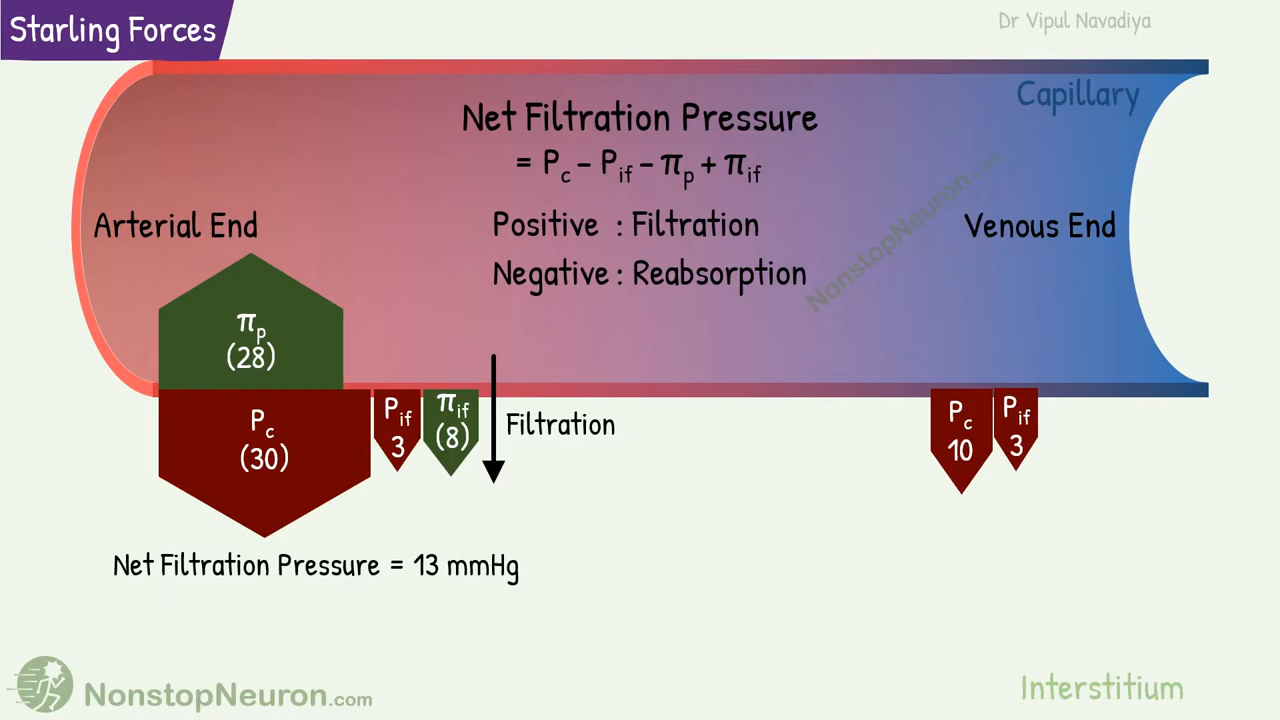 Starling Forces
Dr Vipul Navadiya
Capillary
Net Filtration Pressure
= Pc – Pif – πp + πif
Arterial End
Positive : Filtration
Venous End
Negative : Reabsorption
NonstopNeuron.com
πp
(28)
Pc
(30)
Pif
3
πif
(8)
Filtration
Pc
10
Pif
3
Net Filtration Pressure = 13 mmHg
NonstopNeuron.com
Interstitium